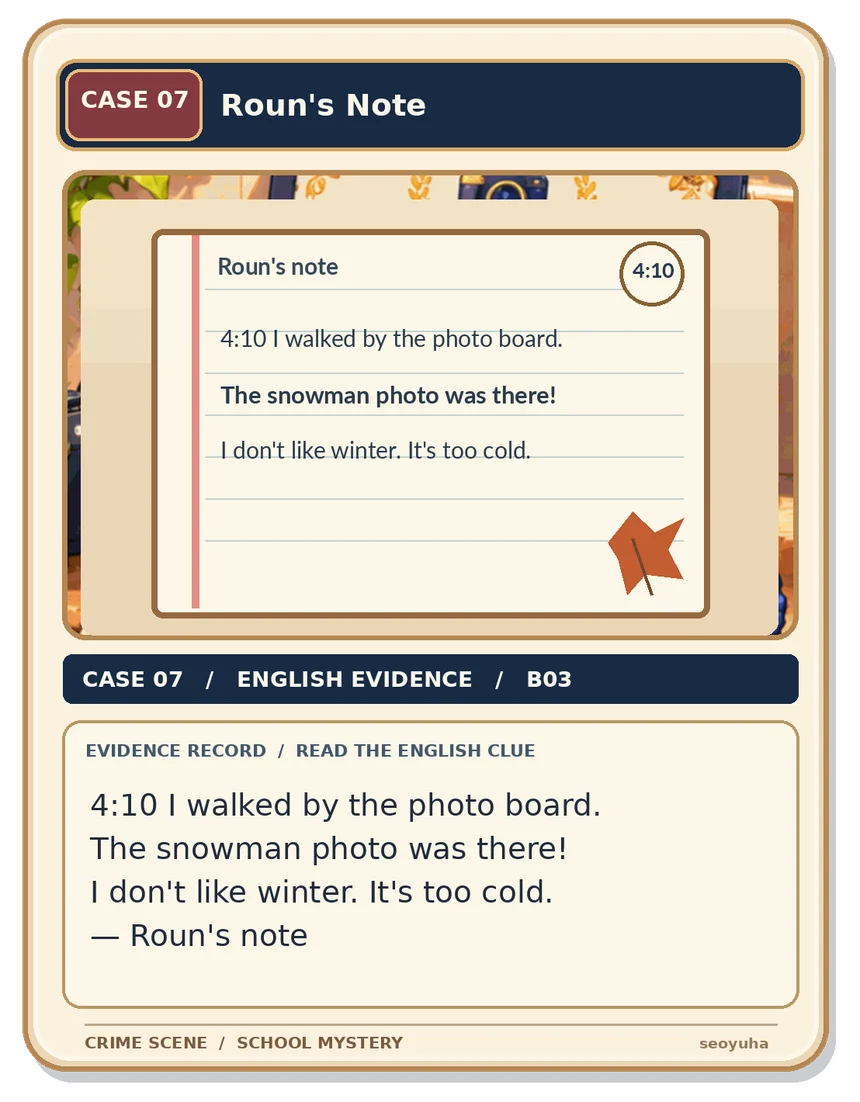 CASE 07
Roun's Note
Roun's note
4:10
4:10 I walked by the photo board.
The snowman photo was there!
I don't like winter. It's too cold.
CASE 07 / ENGLISH EVIDENCE / B03
EVIDENCE RECORD / READ THE ENGLISH CLUE
4:10 I walked by the photo board.
The snowman photo was there!
I don't like winter. It's too cold.
— Roun's note
CRIME SCENE / SCHOOL MYSTERY
seoyuha